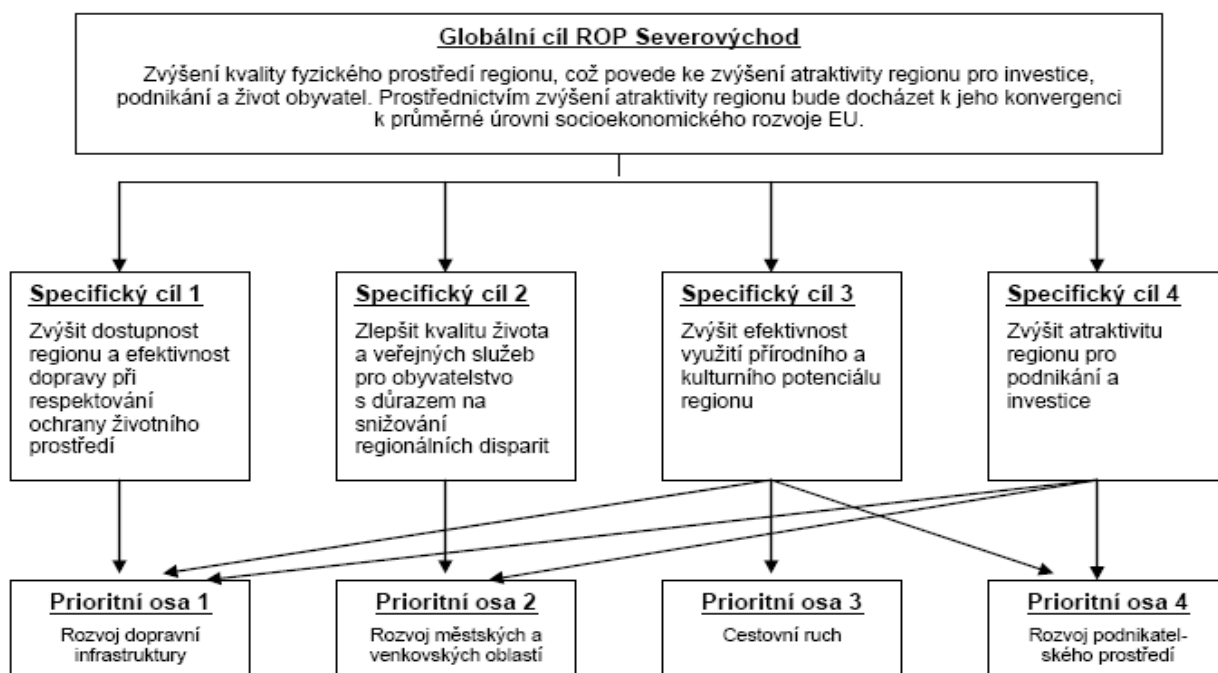 Globální cíl ROP Severovýchod
Zvýšení kvality fyzického prostředí regionu, což povede ke zvýšení atraktivity regionu pro investice,
podnikání a život obyvatel. Prostřednictvím zvýšení atraktivity regionu bude docházet k jeho konvergenci
k průměrné úrovni socioekonomického rozvoje EU.
Specifický cíl 1
Zvýšit dostupnost
regionu a efektivnost
dopravy při
respektování
ochrany životního
prostředí
Specifický cíl 2
Zlepšit kvalitu života
a veřejných služeb
pro obyvatelstvo
s důrazem na
snižování
regionálních disparit
Specifický cíl 3
Zvýšit efektivnost
využití přírodního a
kulturního potenciálu
regionu
Specifický cíl 4
Zvýšit atraktivitu
regionu pro
podnikání a
investice
Prioritní osa 1
Rozvoj dopravní
infrastruktury
Prioritní osa 2
Rozvoj městských a
venkovských oblastí
Prioritní osa 3
Cestovní ruch
Prioritní osa 4
Rozvoj podnikatel-
ského prostředí